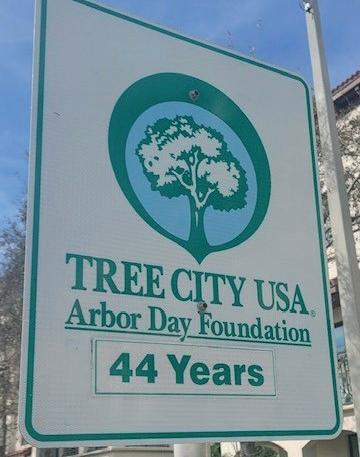 TREE CITY USA®
Arbor Day Foundation
44 Years